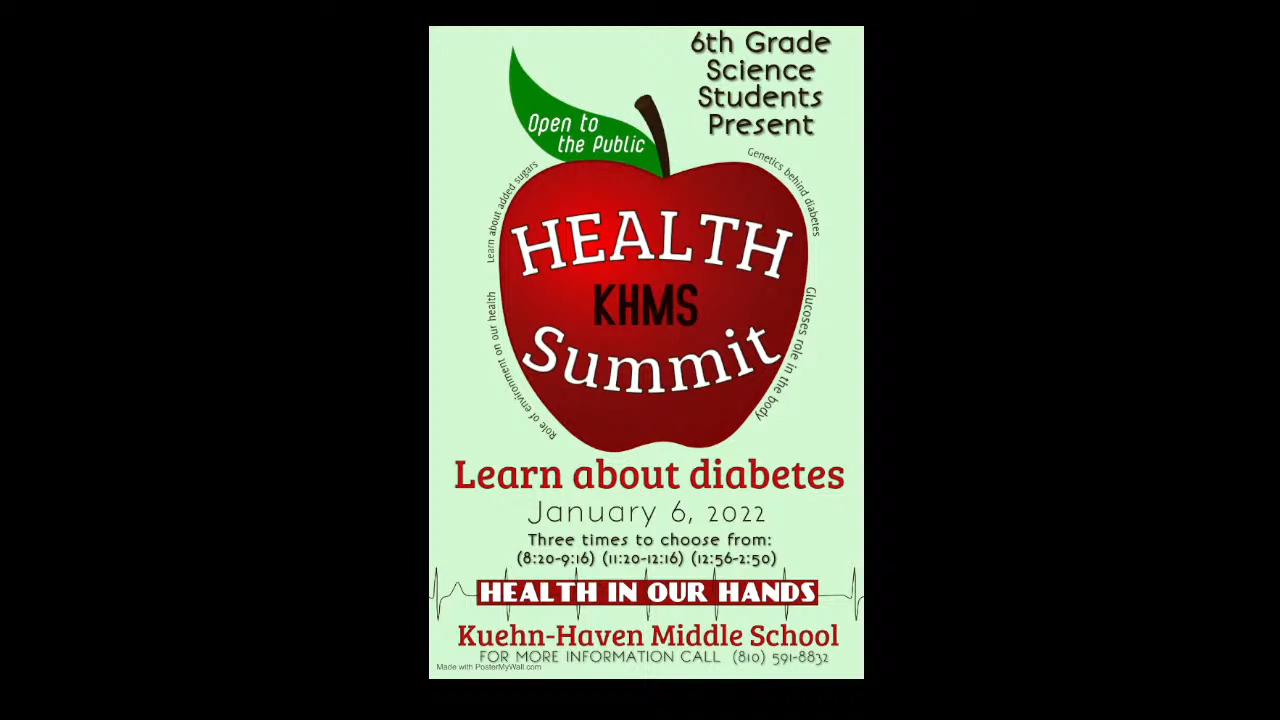 6th Grade
Science
Students
Present
Open to
the Public
Learn about added sugars
Genetics behind diabetes
HEALTH
KHMS
Summit
Role of environment on our health
Glucoses role in the body
Learn about diabetes
January 6, 2022
Three times to choose from:
(8:20-9:16) (11:20-12:16) (12:56-2:50)
HEALTH IN OUR HANDS
Kuehn-Haven Middle School
FOR MORE INFORMATION CALL (810) 591-8832
Made with PosterMyWall.com